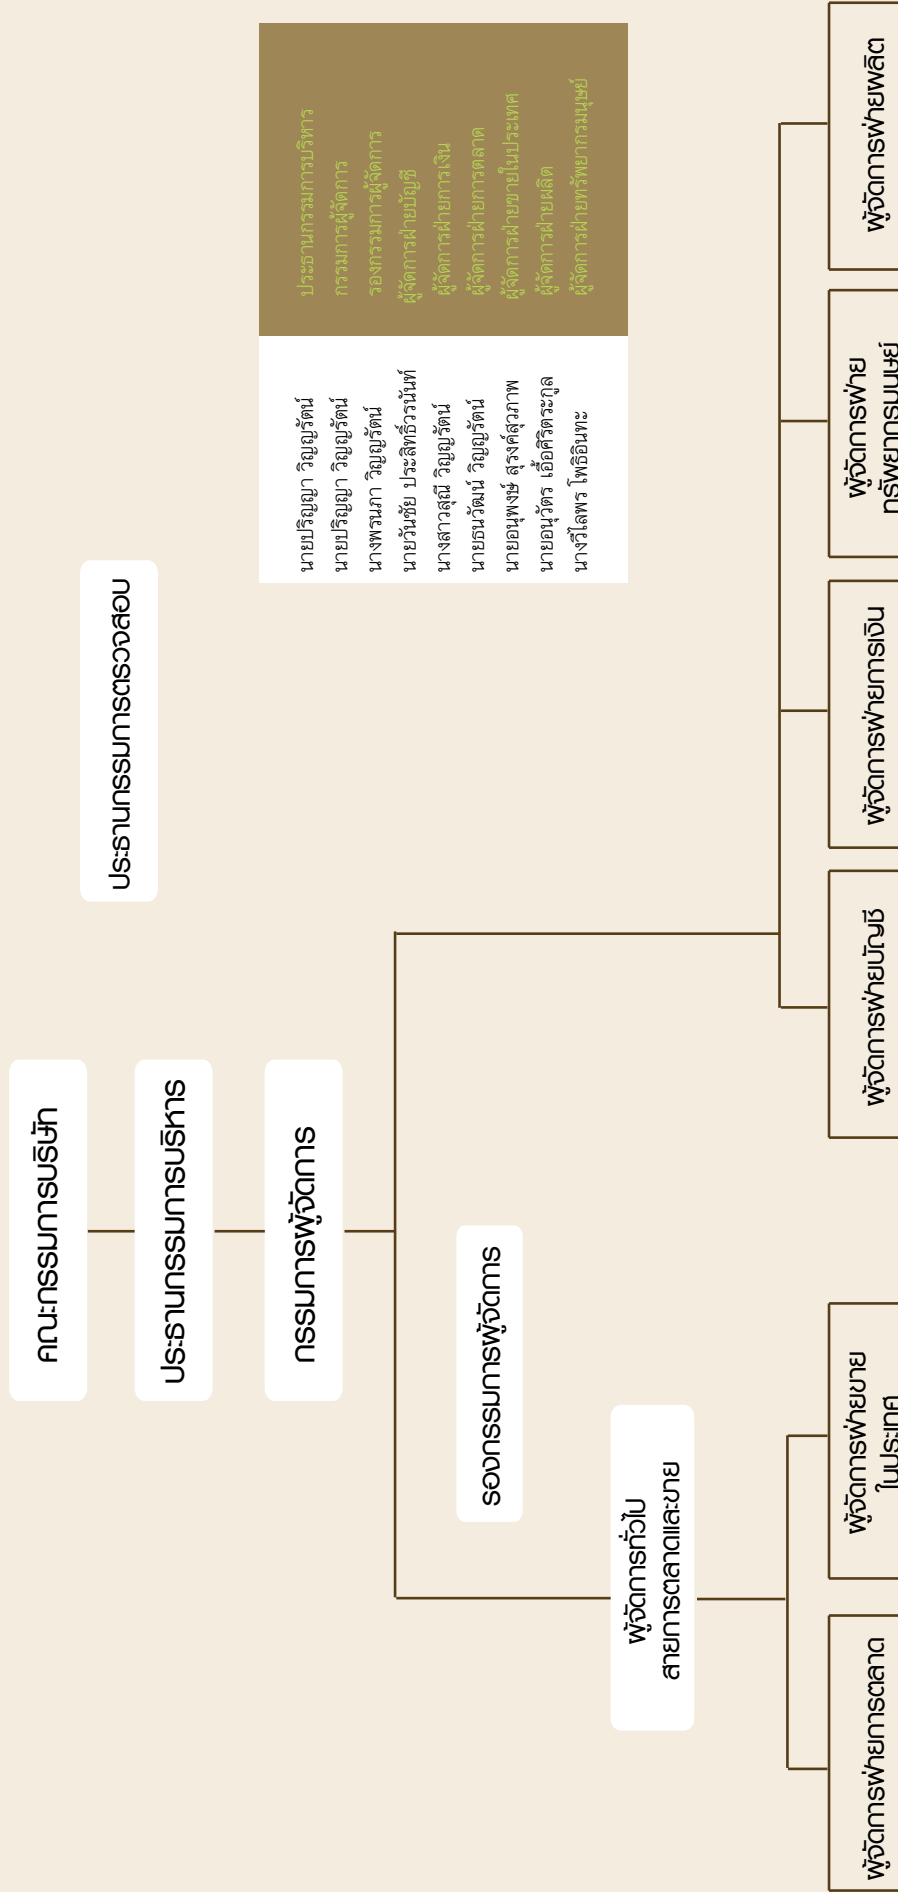 คณะกรรมการบริษัท
ประธานกรรมการตรวจสอบ
ประธานกรรมการบริหาร
กรรมการผู้จัดการ
นายปริญญา วิญญรัตน์ ประธานกรรมการบริหาร
นายปริญญา วิญญรัตน์ กรรมการผู้จัดการ
นางพรนภา วิญญรัตน์ รองกรรมการผู้จัดการ
นายวันชัย ประสิทธิ์วรนันท์ ผู้จัดการฝ่ายบัญชี
นางสาวสุณี วิญญรัตน์ ผู้จัดการฝ่ายการเงิน
นายธนวัฒน์ วิญญรัตน์ ผู้จัดการฝ่ายการตลาด
นายอนุพงษ์ สุรงค์สุวภาพ ผู้จัดการฝ่ายขายในประเทศ
นายอนุวัตร เอื้อศิริตระกูล ผู้จัดการฝ่ายผลิต
นางวิไลพร โพธิอินทะ ผู้จัดการฝ่ายทรัพยากรมนุษย์
รองกรรมการผู้จัดการ
ผู้จัดการทั่วไป
สายการตลาดและขาย
ผู้จัดการฝ่ายการตลาด
ผู้จัดการฝ่ายขาย
ในประเทศ
ผู้จัดการฝ่ายบัญชี
ผู้จัดการฝ่ายการเงิน
ผู้จัดการฝ่าย
ทรัพยากรมนุษย์
ผู้จัดการฝ่ายผลิต